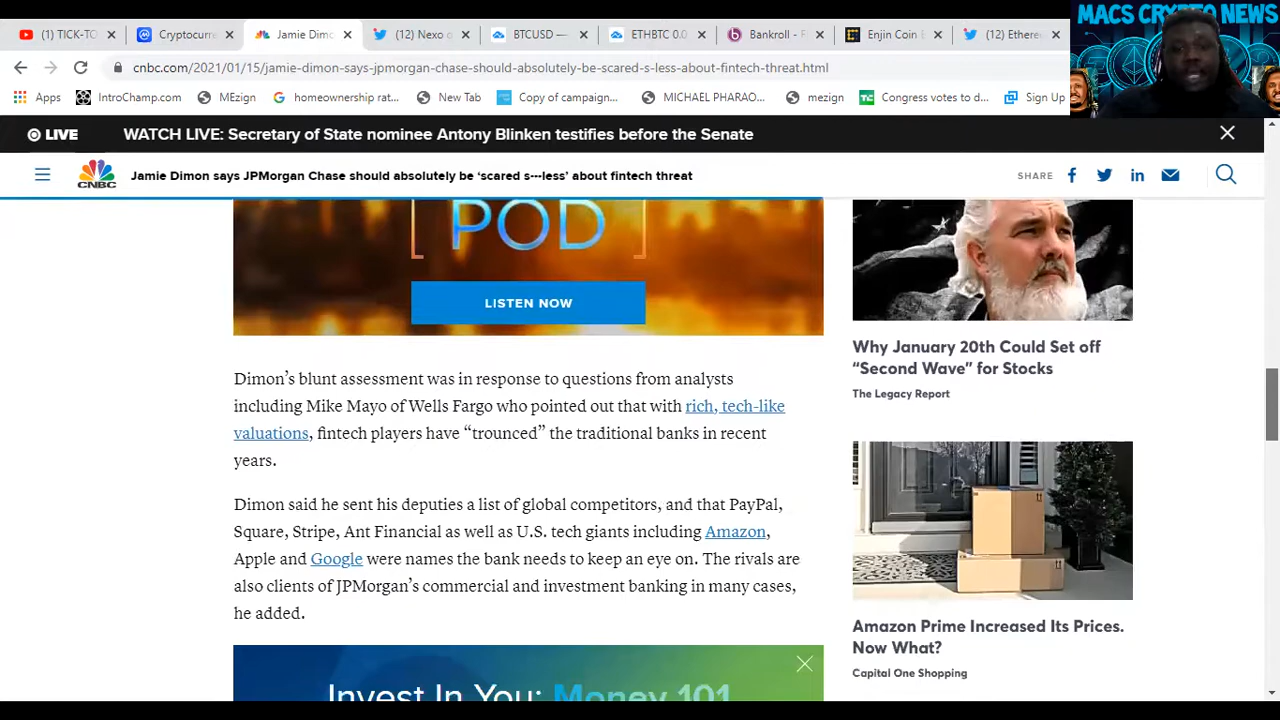 MACS CRYPTO NEWS
(1) TICK-TO
Cryptocurre
Jamie Dimo
(12) Nexo o
BTCUSD —
ETHBTC 0.0
Bankroll - F
Enjin Coin
(12) Ethere
cnbc.com/2021/01/15/jamie-dimon-says-jpmorgan-chase-should-absolutely-be-scared-s-less-about-fintech-threat.html
Apps
IntroChamp.com
MEzign
homeownership rat...
New Tab
Copy of campaign...
MICHAEL PHARAO...
mezign
Congress votes to d...
Sign Up
LIVE
WATCH LIVE: Secretary of State nominee Antony Blinken testifies before the Senate
CNBC
Jamie Dimon says JPMorgan Chase should absolutely be ‘scared s---less’ about fintech threat
SHARE
POD
LISTEN NOW
Dimon’s blunt assessment was in response to questions from analysts
including Mike Mayo of Wells Fargo who pointed out that with rich, tech-like
valuations, fintech players have “trounced” the traditional banks in recent
years.
Dimon said he sent his deputies a list of global competitors, and that PayPal,
Square, Stripe, Ant Financial as well as U.S. tech giants including Amazon,
Apple and Google were names the bank needs to keep an eye on. The rivals are
also clients of JPMorgan’s commercial and investment banking in many cases,
he added.
Invest In You: Money 101
Why January 20th Could Set off
“Second Wave” for Stocks
The Legacy Report
Amazon Prime Increased Its Prices.
Now What?
Capital One Shopping